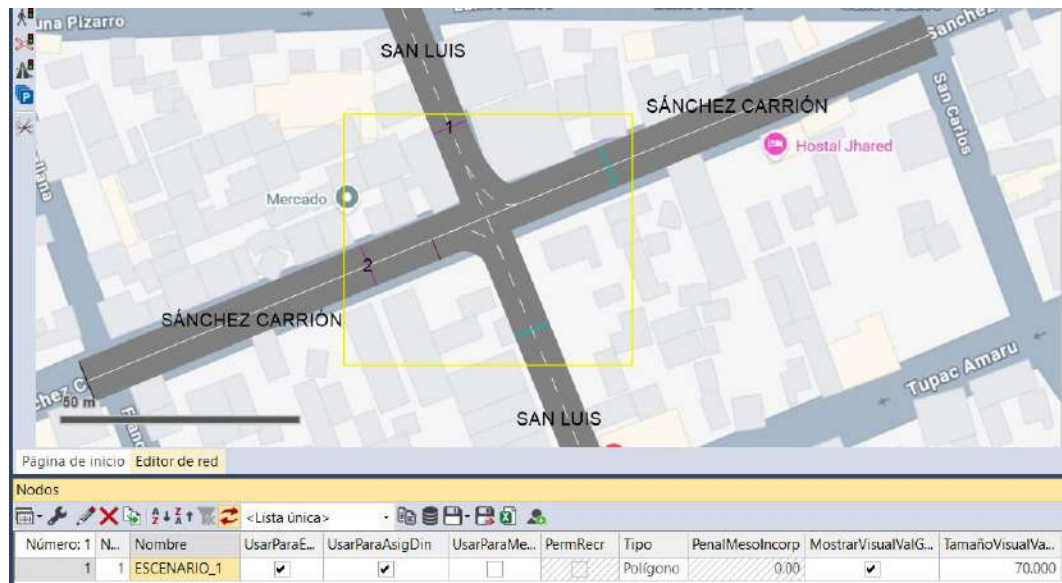 una Pizarro
Sanchez
SAN LUIS
SÁNCHEZ CARRIÓN
San Carlos
1
Hostal Jhared
Mercado
2
SÁNCHEZ CARRIÓN
Tupac Amaru
50 m
SAN LUIS
Página de inicio Editor de red
Nodos
<Lista única>
Número: 1 N... Nombre UsarParaE... UsarParaAsigDin UsarParaMe... PermRecr Tipo PenalMesoIncorp MostrarVisualValG... TamañoVisualVa...
1 1 ESCENARIO_1 Polígono 0.00 70.000